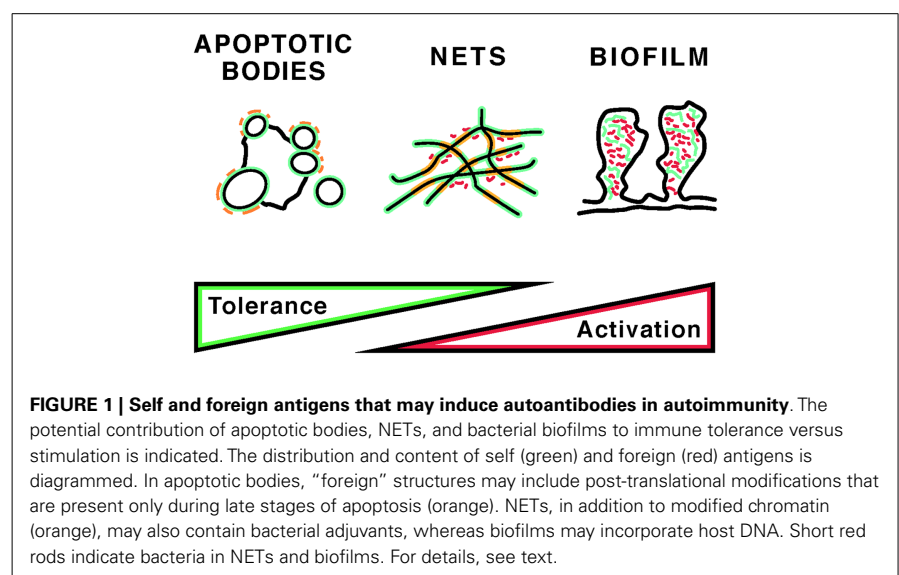 APOPTOTIC
BODIES
NETS
BIOFILM
Tolerance
Activation
FIGURE 1 | Self and foreign antigens that may induce autoantibodies in autoimmunity. The
potential contribution of apoptotic bodies, NETs, and bacterial biofilms to immune tolerance versus
stimulation is indicated. The distribution and content of self (green) and foreign (red) antigens is
diagrammed. In apoptotic bodies, “foreign” structures may include post-translational modifications that
are present only during late stages of apoptosis (orange). NETs, in addition to modified chromatin
(orange), may also contain bacterial adjuvants, whereas biofilms may incorporate host DNA. Short red
rods indicate bacteria in NETs and biofilms. For details, see text.